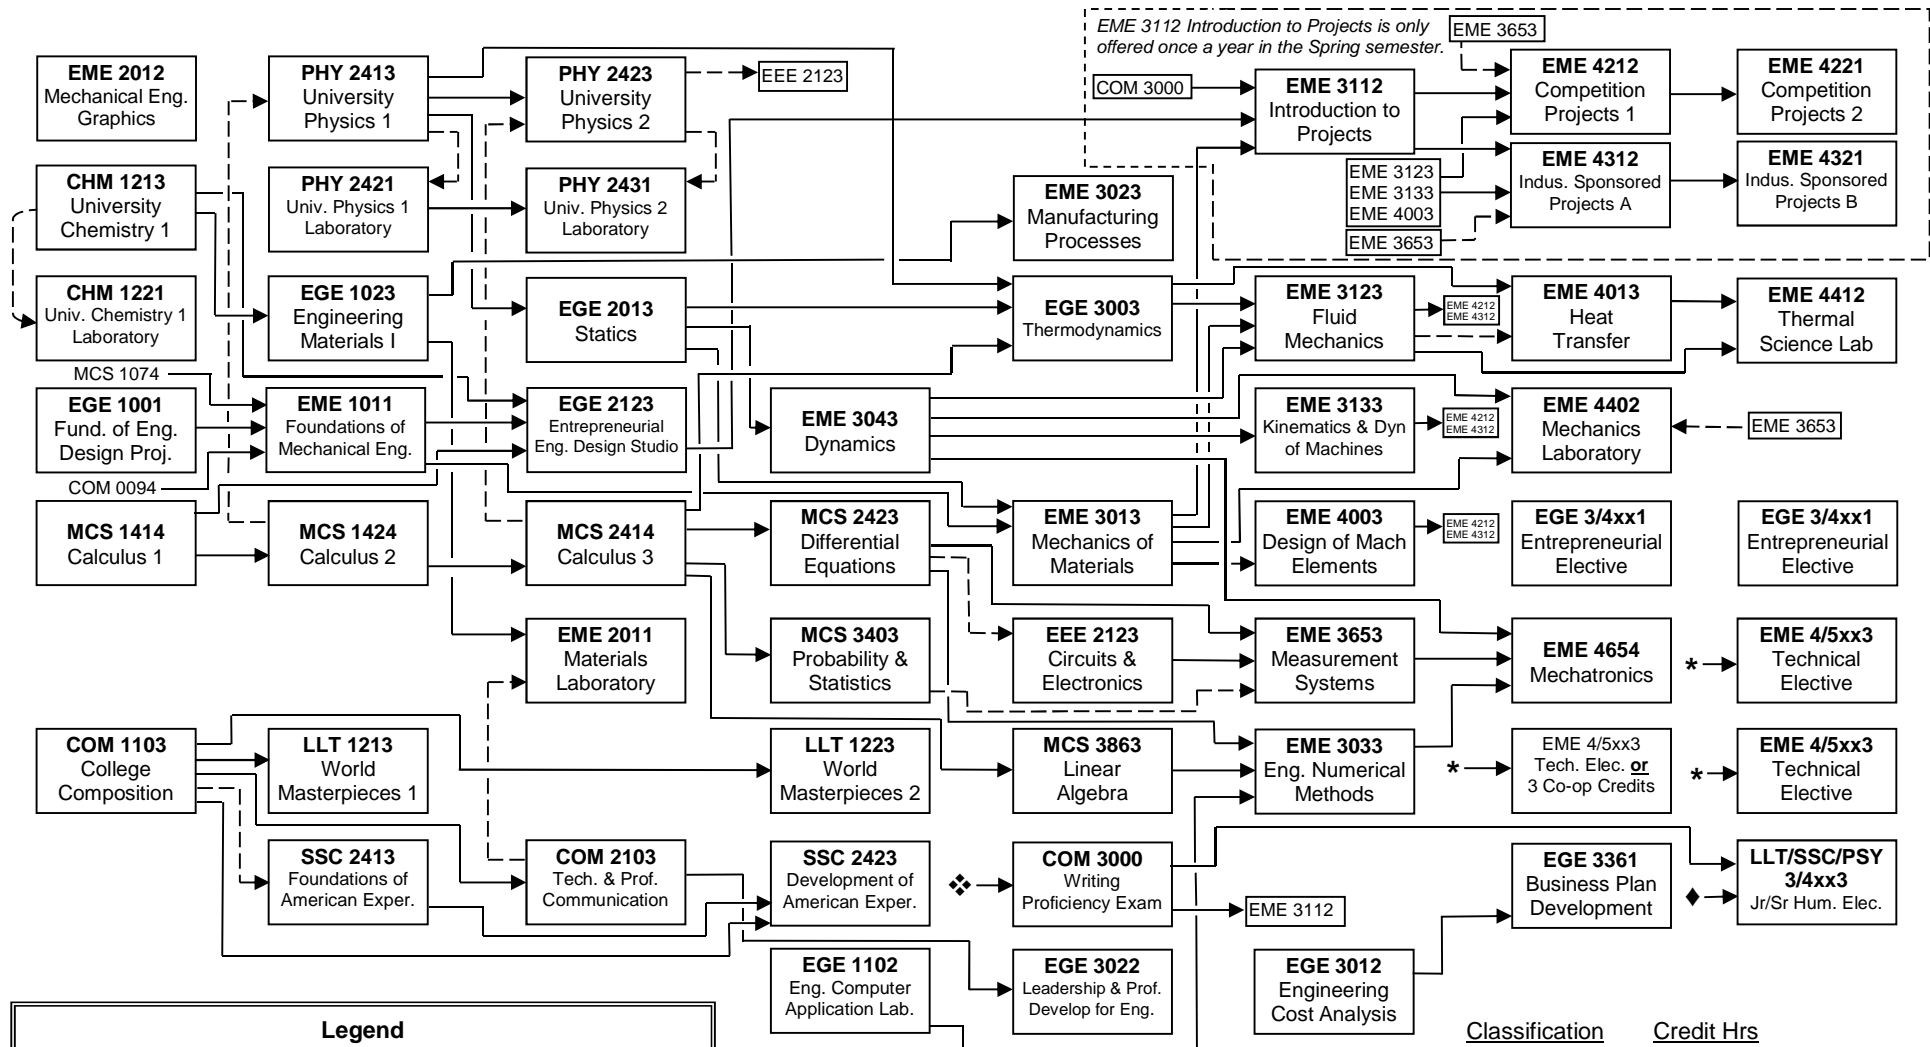 EME 3112 Introduction to Projects is only
offered once a year in the Spring semester.
EME 3653
EME 2012
Mechanical Eng.
Graphics
PHY 2413
University
Physics 1
PHY 2423
University
Physics 2
EEE 2123
COM 3000
EME 3112
Introduction to
Projects
EME 4212
Competition
Projects 1
EME 4221
Competition
Projects 2
CHM 1213
University
Chemistry 1
PHY 2421
Univ. Physics 1
Laboratory
PHY 2431
Univ. Physics 2
Laboratory
EME 3023
Manufacturing
Processes
EME 3123
EME 3133
EME 4003
EME 3653
EME 4312
Indus. Sponsored
Projects A
EME 4321
Indus. Sponsored
Projects B
CHM 1221
Univ. Chemistry 1
Laboratory
EGE 1023
Engineering
Materials I
EGE 2013
Statics
EGE 3003
Thermodynamics
EME 3123
Fluid
Mechanics
EME 4212
EME 4312
EME 4013
Heat
Transfer
EME 4412
Thermal
Science Lab
MCS 1074
EGE 1001
Fund. of Eng.
Design Proj.
COM 0094
EME 1011
Foundations of
Mechanical Eng.
EGE 2123
Entrepreneurial
Eng. Design Studio
EME 3043
Dynamics
EME 3133
Kinematics & Dyn
of Machines
EME 4212
EME 4312
EME 4402
Mechanics
Laboratory
EME 3653
MCS 1414
Calculus 1
MCS 1424
Calculus 2
MCS 2414
Calculus 3
MCS 2423
Differential
Equations
EME 3013
Mechanics of
Materials
EME 4003
Design of Mach
Elements
EME 4212
EME 4312
EGE 3/4xx1
Entrepreneurial
Elective
EGE 3/4xx1
Entrepreneurial
Elective
EME 2011
Materials
Laboratory
MCS 3403
Probability &
Statistics
EEE 2123
Circuits &
Electronics
EME 3653
Measurement
Systems
EME 4654
Mechatronics
*
EME 4/5xx3
Technical
Elective
COM 1103
College
Composition
LLT 1213
World
Masterpieces 1
LLT 1223
World
Masterpieces 2
MCS 3863
Linear
Algebra
EME 3033
Eng. Numerical
Methods
*
EME 4/5xx3
Tech. Elec. or
3 Co-op Credits
*
EME 4/5xx3
Technical
Elective
SSC 2413
Foundations of
American Exper.
COM 2103
Tech. & Prof.
Communication
SSC 2423
Development of
American Exper.
❖
COM 3000
Writing
Proficiency Exam
EME 3112
EGE 3361
Business Plan
Development
♦
LLT/SSC/PSY
3/4xx3
Jr/Sr Hum. Elec.
EGE 1102
Eng. Computer
Application Lab.
EGE 3022
Leadership & Prof.
Develop for Eng.
EGE 3012
Engineering
Cost Analysis
Legend
Classification Credit Hrs